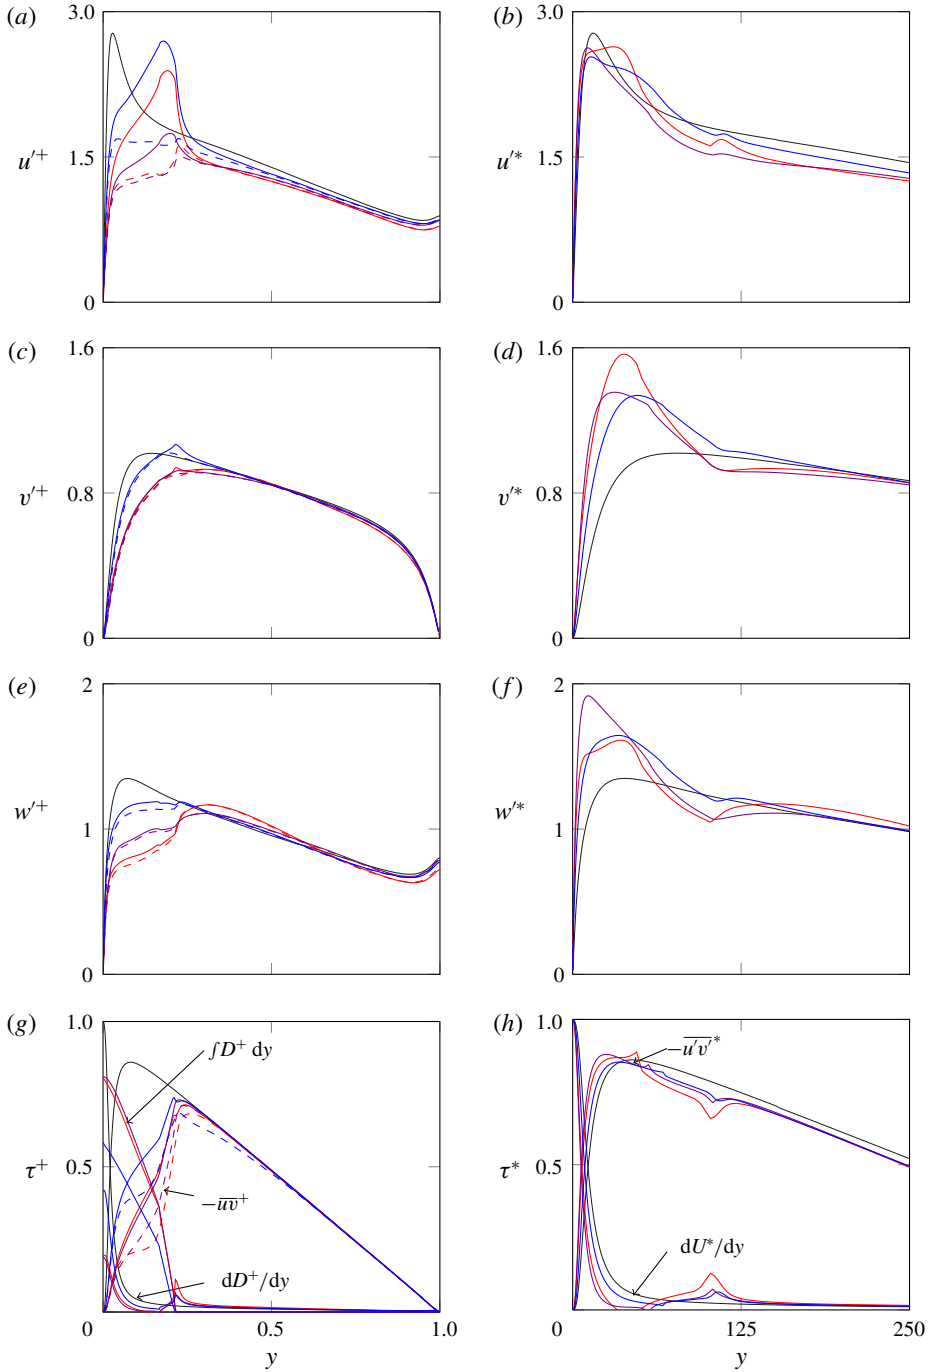 (a)
(b)
3.0
3.0
u′⁺
1.5
u′*
1.5
0
0
(c)
(d)
1.6
1.6
v′⁺
0.8
v′*
0.8
0
0
(e)
(f)
2
2
w′⁺
1
w′*
1
0
0
(g)
(h)
1.0
1.0
∫D⁺ dy
−u′v′*
τ⁺
0.5
τ*
0.5
−uv⁺
dD⁺/dy
dU*/dy
0
0
0.5
1.0
0
125
250
y
y